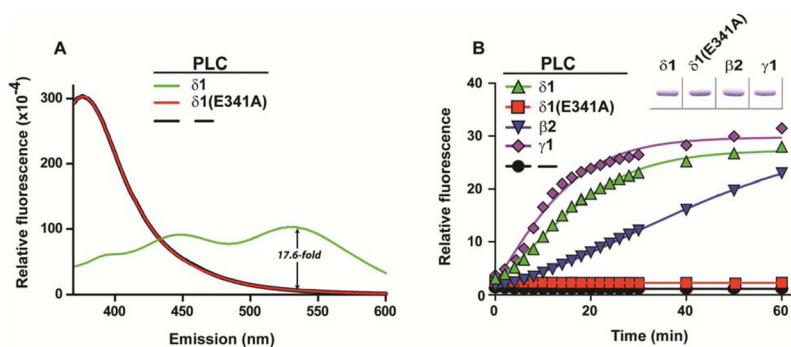 A
PLC
δ1
δ1(E341A)
— —
Relative fluorescence (x10⁻⁴)
300
200
100
0
17.6-fold
400
450
500
550
600
Emission (nm)
B
PLC
δ1
δ1(E341A)
β2
γ1
—
δ1
δ1(E341A)
β2
γ1
Relative fluorescence
40
30
20
10
0
0
20
40
60
Time (min)